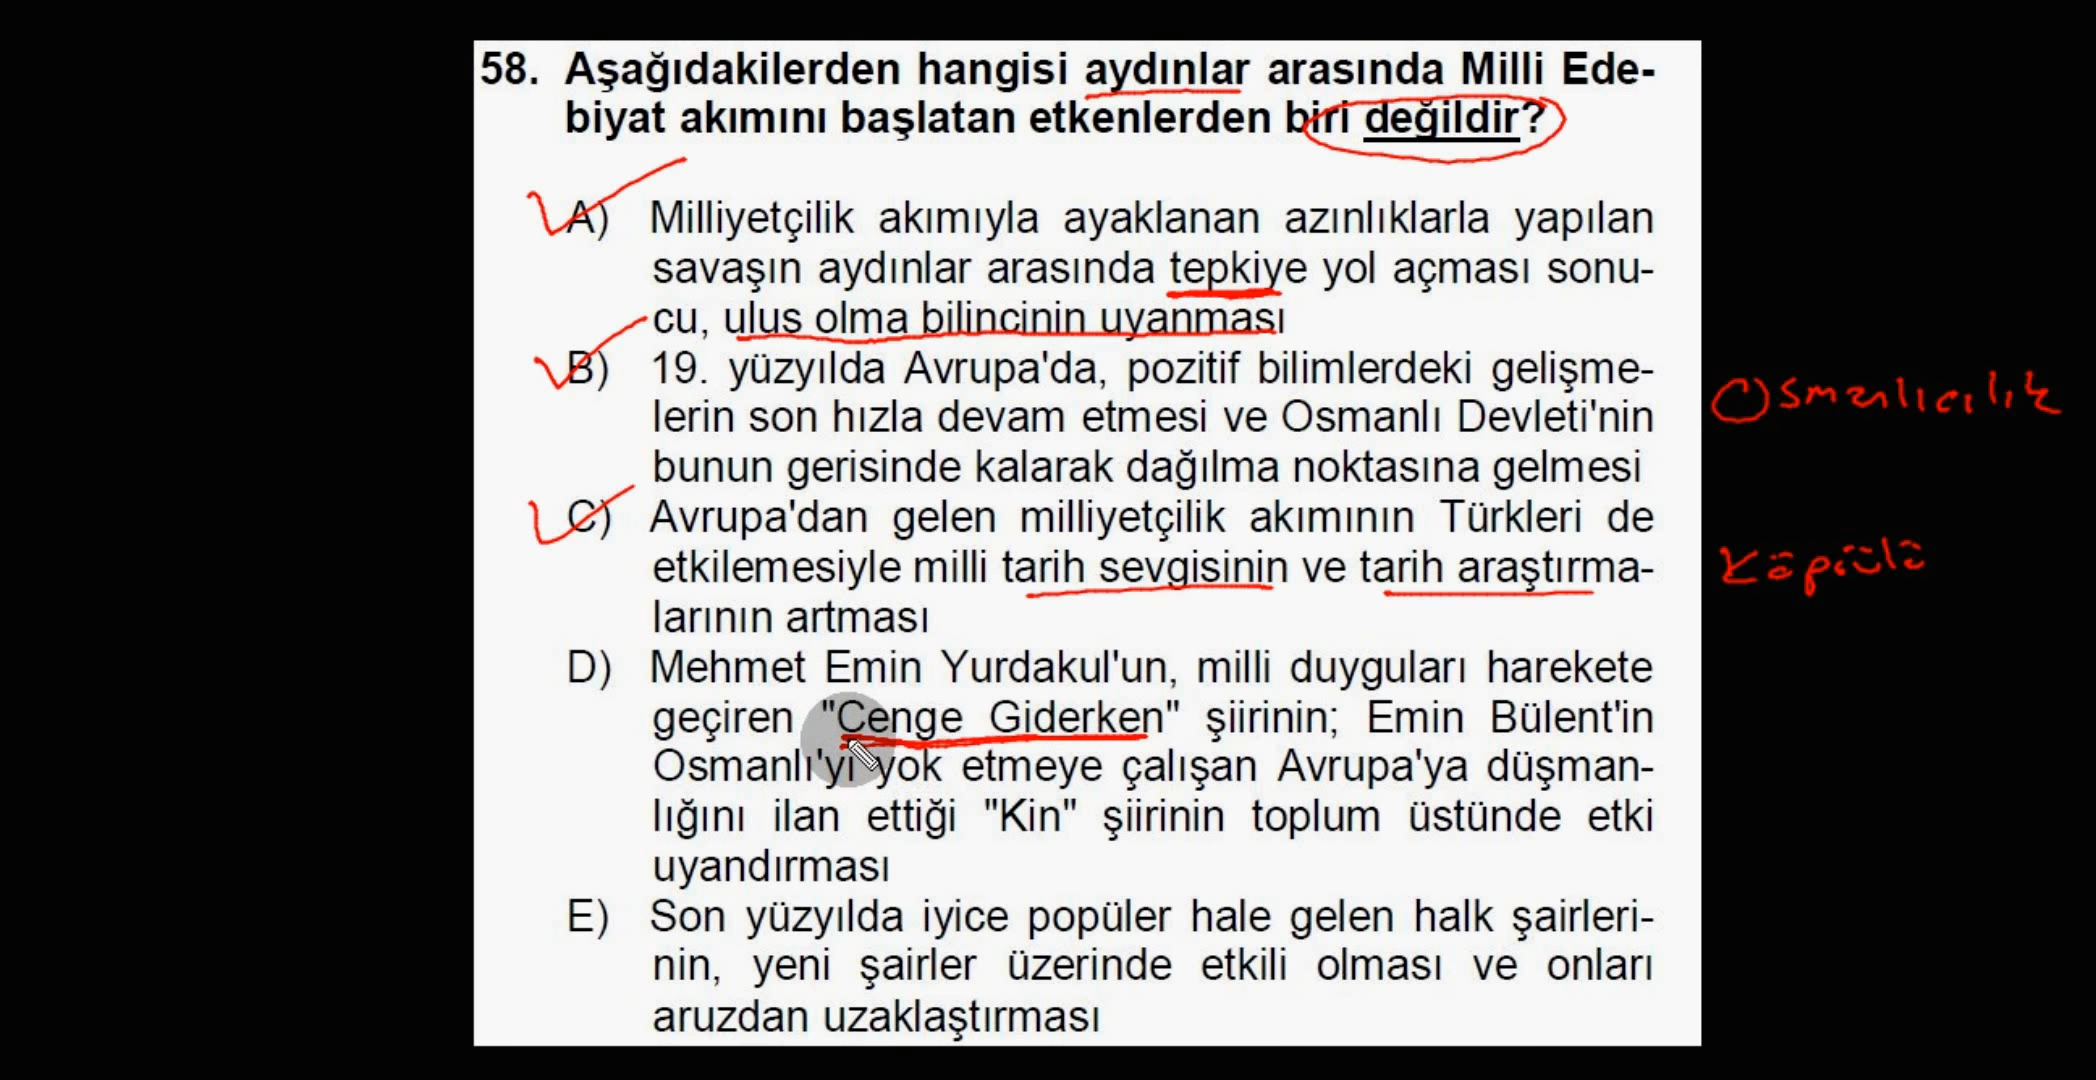 58. Aşağıdakilerden hangisi aydınlar arasında Milli Ede-
biyat akımını başlatan etkenlerden biri değildir?
A) Milliyetçilik akımıyla ayaklanan azınlıklarla yapılan
savaşın aydınlar arasında tepkiye yol açması sonu-
cu, ulus olma bilincinin uyanması
B) 19. yüzyılda Avrupa'da, pozitif bilimlerdeki gelişme-
lerin son hızla devam etmesi ve Osmanlı Devleti'nin
bunun gerisinde kalarak dağılma noktasına gelmesi
C) Avrupa'dan gelen milliyetçilik akımının Türkleri de
etkilemesiyle milli tarih sevgisinin ve tarih araştırma-
larının artması
D) Mehmet Emin Yurdakul'un, milli duyguları harekete
geçiren "Cenge Giderken" şiirinin; Emin Bülent'in
Osmanlı'yı yok etmeye çalışan Avrupa'ya düşman-
lığını ilan ettiği "Kin" şiirinin toplum üstünde etki
uyandırması
E) Son yüzyılda iyice popüler hale gelen halk şairleri-
nin, yeni şairler üzerinde etkili olması ve onları
aruzdan uzaklaştırması
Osmanlıcılık
Köprülü